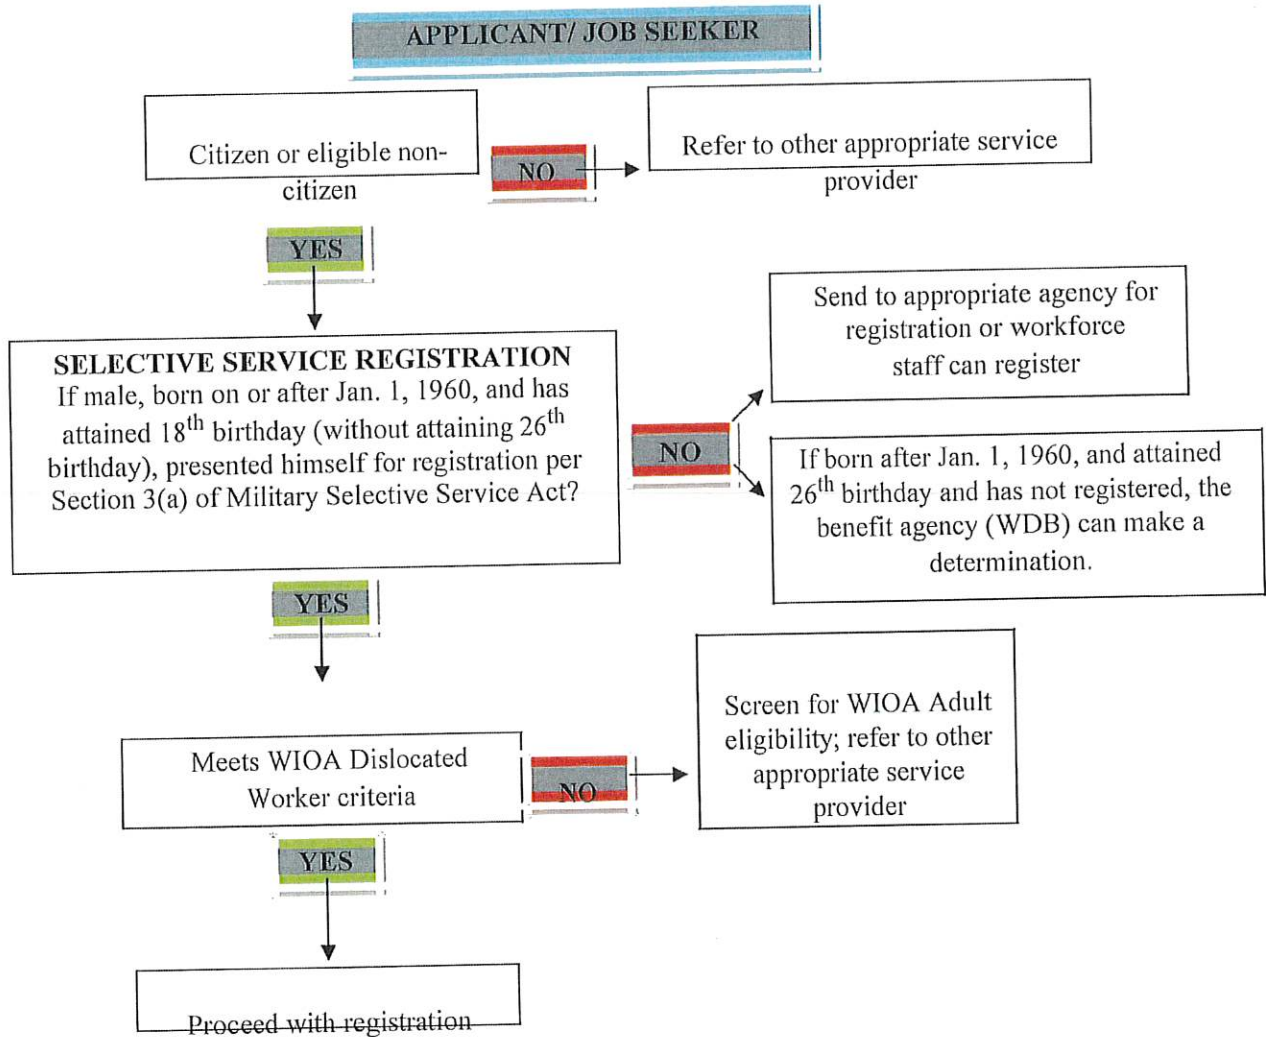 APPLICANT/ JOB SEEKER
Citizen or eligible non-
citizen
NO
Refer to other appropriate service
provider
YES
SELECTIVE SERVICE REGISTRATION
If male, born on or after Jan. 1, 1960, and has
attained 18th birthday (without attaining 26th
birthday), presented himself for registration per
Section 3(a) of Military Selective Service Act?
NO
Send to appropriate agency for
registration or workforce
staff can register
If born after Jan. 1, 1960, and attained
26th birthday and has not registered, the
benefit agency (WDB) can make a
determination.
YES
Meets WIOA Dislocated
Worker criteria
NO
Screen for WIOA Adult
eligibility; refer to other
appropriate service
provider
YES
Proceed with registration